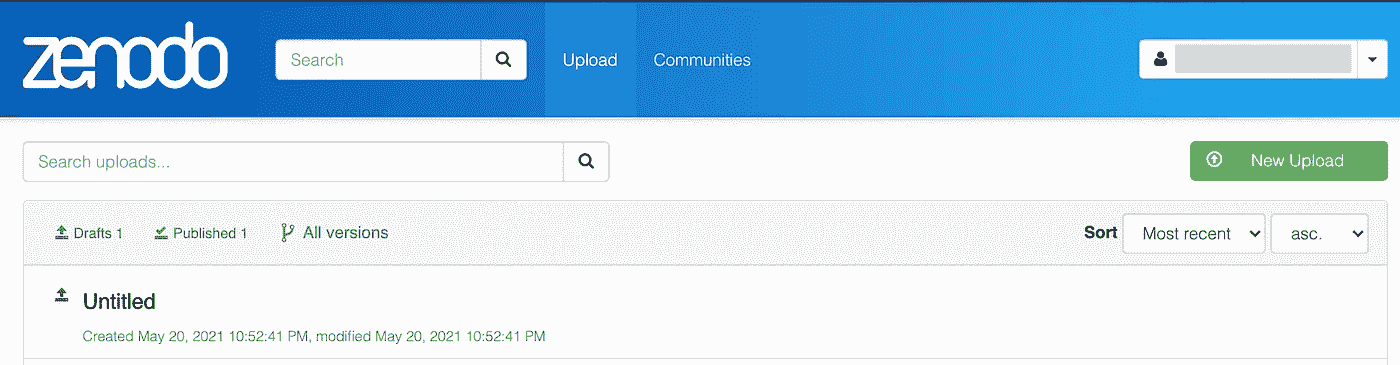 zenodo Search Upload Communities
Search uploads... New Upload
Drafts 1 Published 1 All versions Sort Most recent asc.
Untitled
Created May 20, 2021 10:52:41 PM, modified May 20, 2021 10:52:41 PM